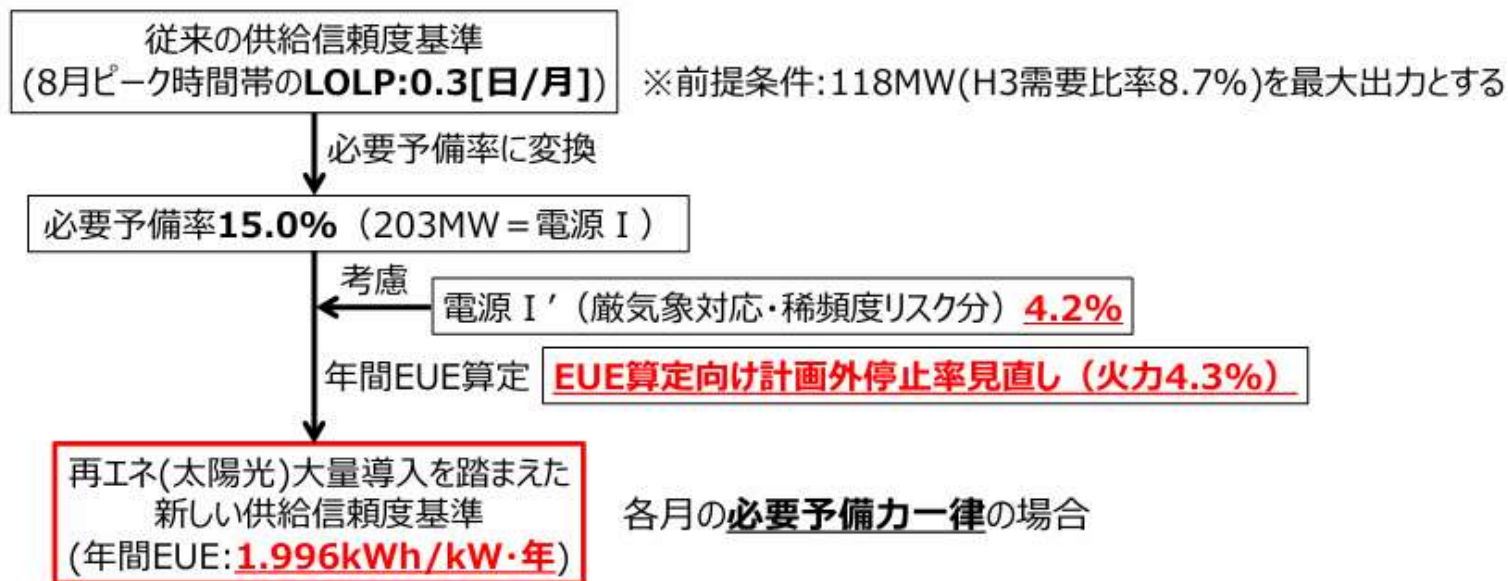 従来の供給信頼度基準
(8月ピーク時間帯のLOLP:0.3[日/月])
※前提条件:118MW(H3需要比率8.7%)を最大出力とする
必要予備率に変換
必要予備率15.0%（203MW＝電源Ⅰ）
考慮
電源Ⅰ′（厳気象対応・稀頻度リスク分）4.2%
年間EUE算定
EUE算定向け計画外停止率見直し（火力4.3%）
再エネ(太陽光)大量導入を踏まえた
新しい供給信頼度基準
(年間EUE:1.996kWh/kW・年)
各月の必要予備力一律の場合